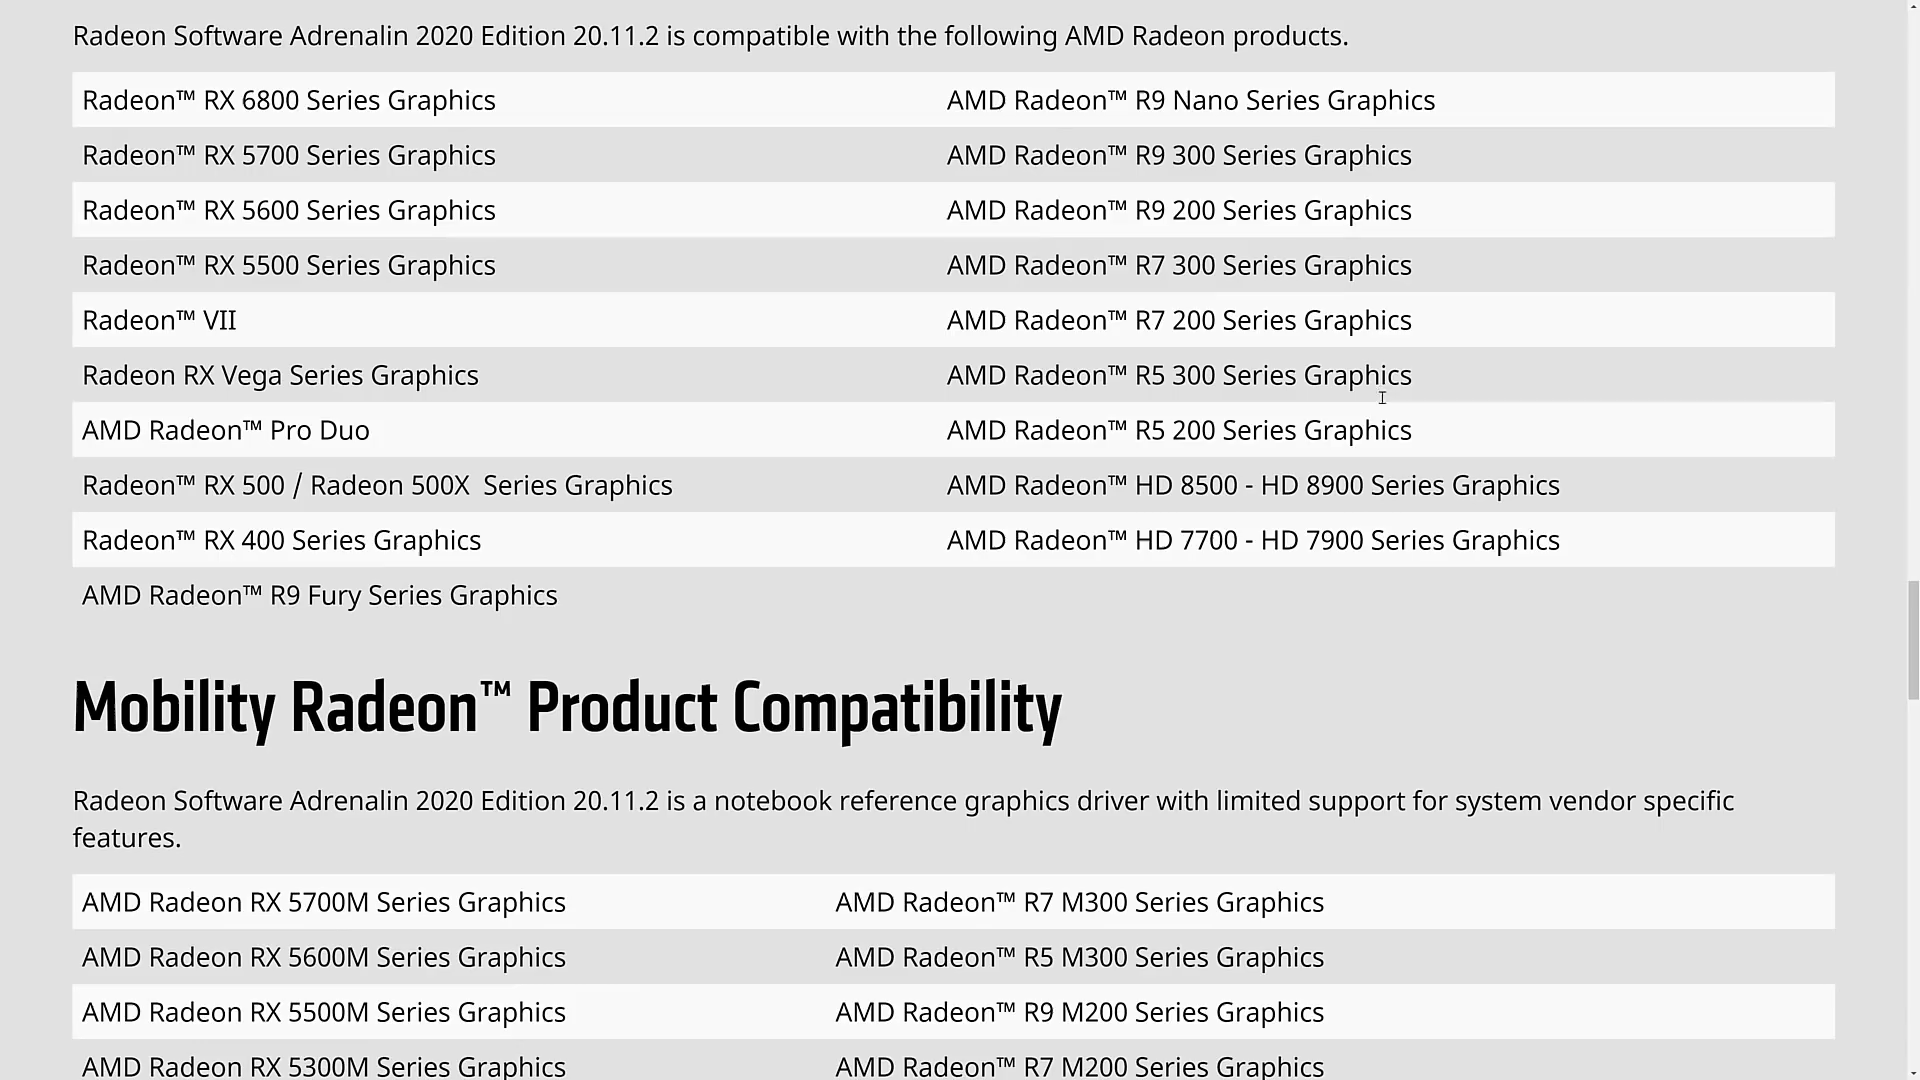 Radeon Software Adrenalin 2020 Edition 20.11.2 is compatible with the following AMD Radeon products.
Radeon™ RX 6800 Series Graphics AMD Radeon™ R9 Nano Series Graphics
Radeon™ RX 5700 Series Graphics AMD Radeon™ R9 300 Series Graphics
Radeon™ RX 5600 Series Graphics AMD Radeon™ R9 200 Series Graphics
Radeon™ RX 5500 Series Graphics AMD Radeon™ R7 300 Series Graphics
Radeon™ VII AMD Radeon™ R7 200 Series Graphics
Radeon RX Vega Series Graphics AMD Radeon™ R5 300 Series Graphics
AMD Radeon™ Pro Duo AMD Radeon™ R5 200 Series Graphics
Radeon™ RX 500 / Radeon 500X  Series Graphics AMD Radeon™ HD 8500 - HD 8900 Series Graphics
Radeon™ RX 400 Series Graphics AMD Radeon™ HD 7700 - HD 7900 Series Graphics
AMD Radeon™ R9 Fury Series Graphics
Mobility Radeon™ Product Compatibility
Radeon Software Adrenalin 2020 Edition 20.11.2 is a notebook reference graphics driver with limited support for system vendor specific
features.
AMD Radeon RX 5700M Series Graphics AMD Radeon™ R7 M300 Series Graphics
AMD Radeon RX 5600M Series Graphics AMD Radeon™ R5 M300 Series Graphics
AMD Radeon RX 5500M Series Graphics AMD Radeon™ R9 M200 Series Graphics
AMD Radeon RX 5300M Series Graphics AMD Radeon™ R7 M200 Series Graphics